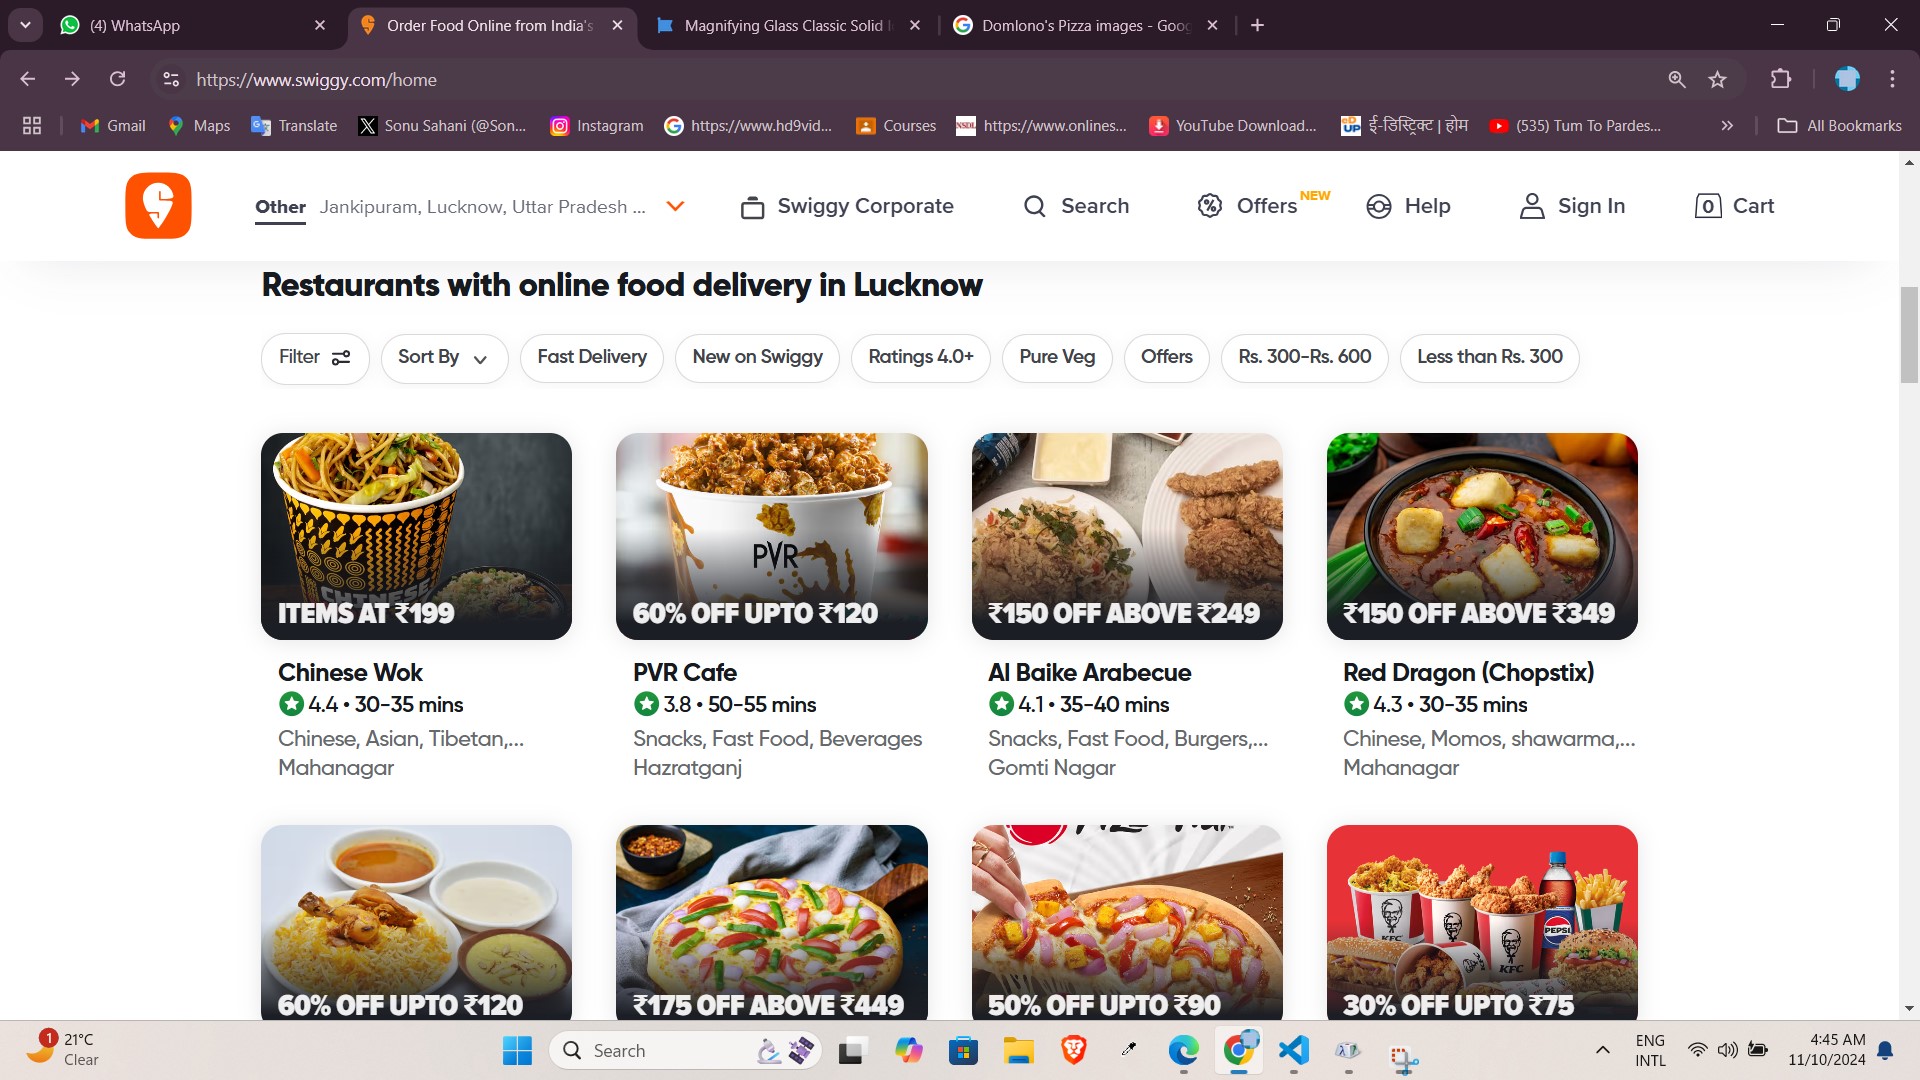 (4) WhatsApp
Order Food Online from India's
Magnifying Glass Classic Solid I
Domlono's Pizza images - Goog
https://www.swiggy.com/home
Gmail
Maps
Translate
Sonu Sahani (@Son...
Instagram
https://www.hd9vid...
Courses
NSDL
https://www.onlines...
YouTube Download...
ई-डिस्ट्रिक्ट | होम
(535) Tum To Pardes...
All Bookmarks
Other Jankipuram, Lucknow, Uttar Pradesh ...
Swiggy Corporate
Search
Offers NEW
Help
Sign In
0 Cart
Restaurants with online food delivery in Lucknow
Filter
Sort By
Fast Delivery
New on Swiggy
Ratings 4.0+
Pure Veg
Offers
Rs. 300-Rs. 600
Less than Rs. 300
CHINESE
ITEMS AT ₹199
PVR
60% OFF UPTO ₹120
₹150 OFF ABOVE ₹249
₹150 OFF ABOVE ₹349
Chinese Wok
4.4 • 30-35 mins
Chinese, Asian, Tibetan,...
Mahanagar
PVR Cafe
3.8 • 50-55 mins
Snacks, Fast Food, Beverages
Hazratganj
Al Baike Arabecue
4.1 • 35-40 mins
Snacks, Fast Food, Burgers,...
Gomti Nagar
Red Dragon (Chopstix)
4.3 • 30-35 mins
Chinese, Momos, shawarma,...
Mahanagar
60% OFF UPTO ₹120
₹175 OFF ABOVE ₹449
50% OFF UPTO ₹90
KFC
KFC
PEPSI
30% OFF UPTO ₹75
1
21°C
Clear
Search
ENG
INTL
4:45 AM
11/10/2024